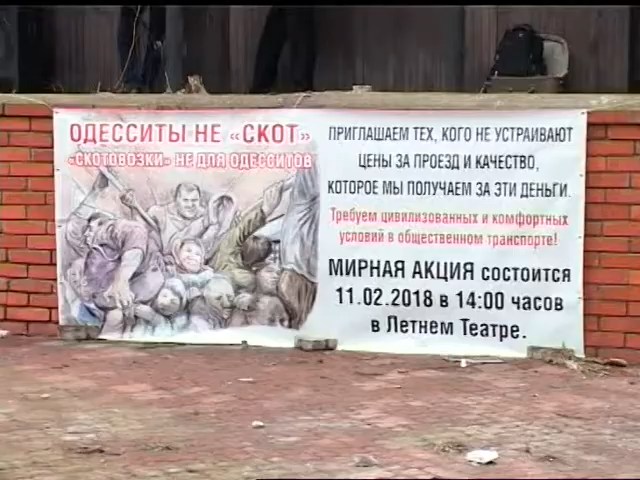 ОДЕССИТЫ НЕ «СКОТ»
«СКОТОВОЗКИ» НЕ ДЛЯ ОДЕССИТОВ
ПРИГЛАШАЕМ ТЕХ, КОГО НЕ УСТРАИВАЮТ
ЦЕНЫ ЗА ПРОЕЗД И КАЧЕСТВО,
КОТОРОЕ МЫ ПОЛУЧАЕМ ЗА ЭТИ ДЕНЬГИ.
Требуем цивилизованных и комфортных
условий в общественном транспорте!
МИРНАЯ АКЦИЯ состоится
11.02.2018 в 14:00 часов
в Летнем Театре.